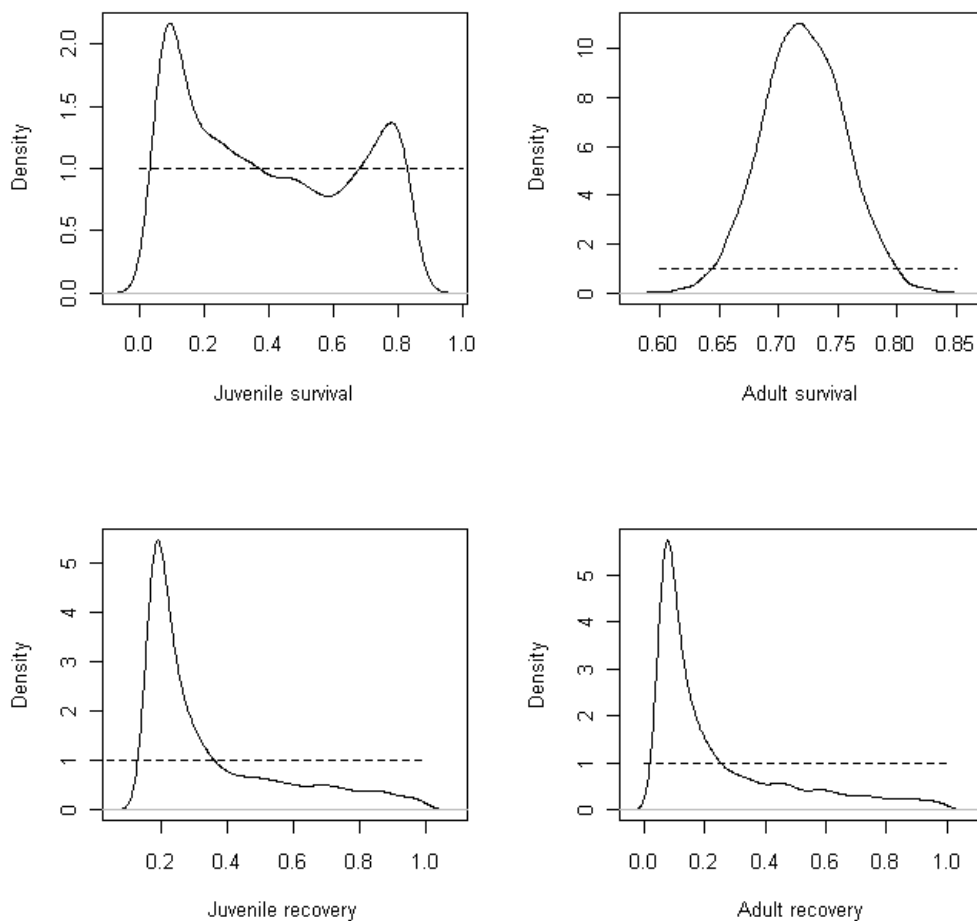 Density
0.0 0.5 1.0 1.5 2.0
0.0 0.2 0.4 0.6 0.8 1.0
Juvenile survival
Density
0 2 4 6 8 10
0.60 0.65 0.70 0.75 0.80 0.85
Adult survival
Density
0 1 2 3 4 5
0.2 0.4 0.6 0.8 1.0
Juvenile recovery
Density
0 1 2 3 4 5
0.0 0.2 0.4 0.6 0.8 1.0
Adult recovery